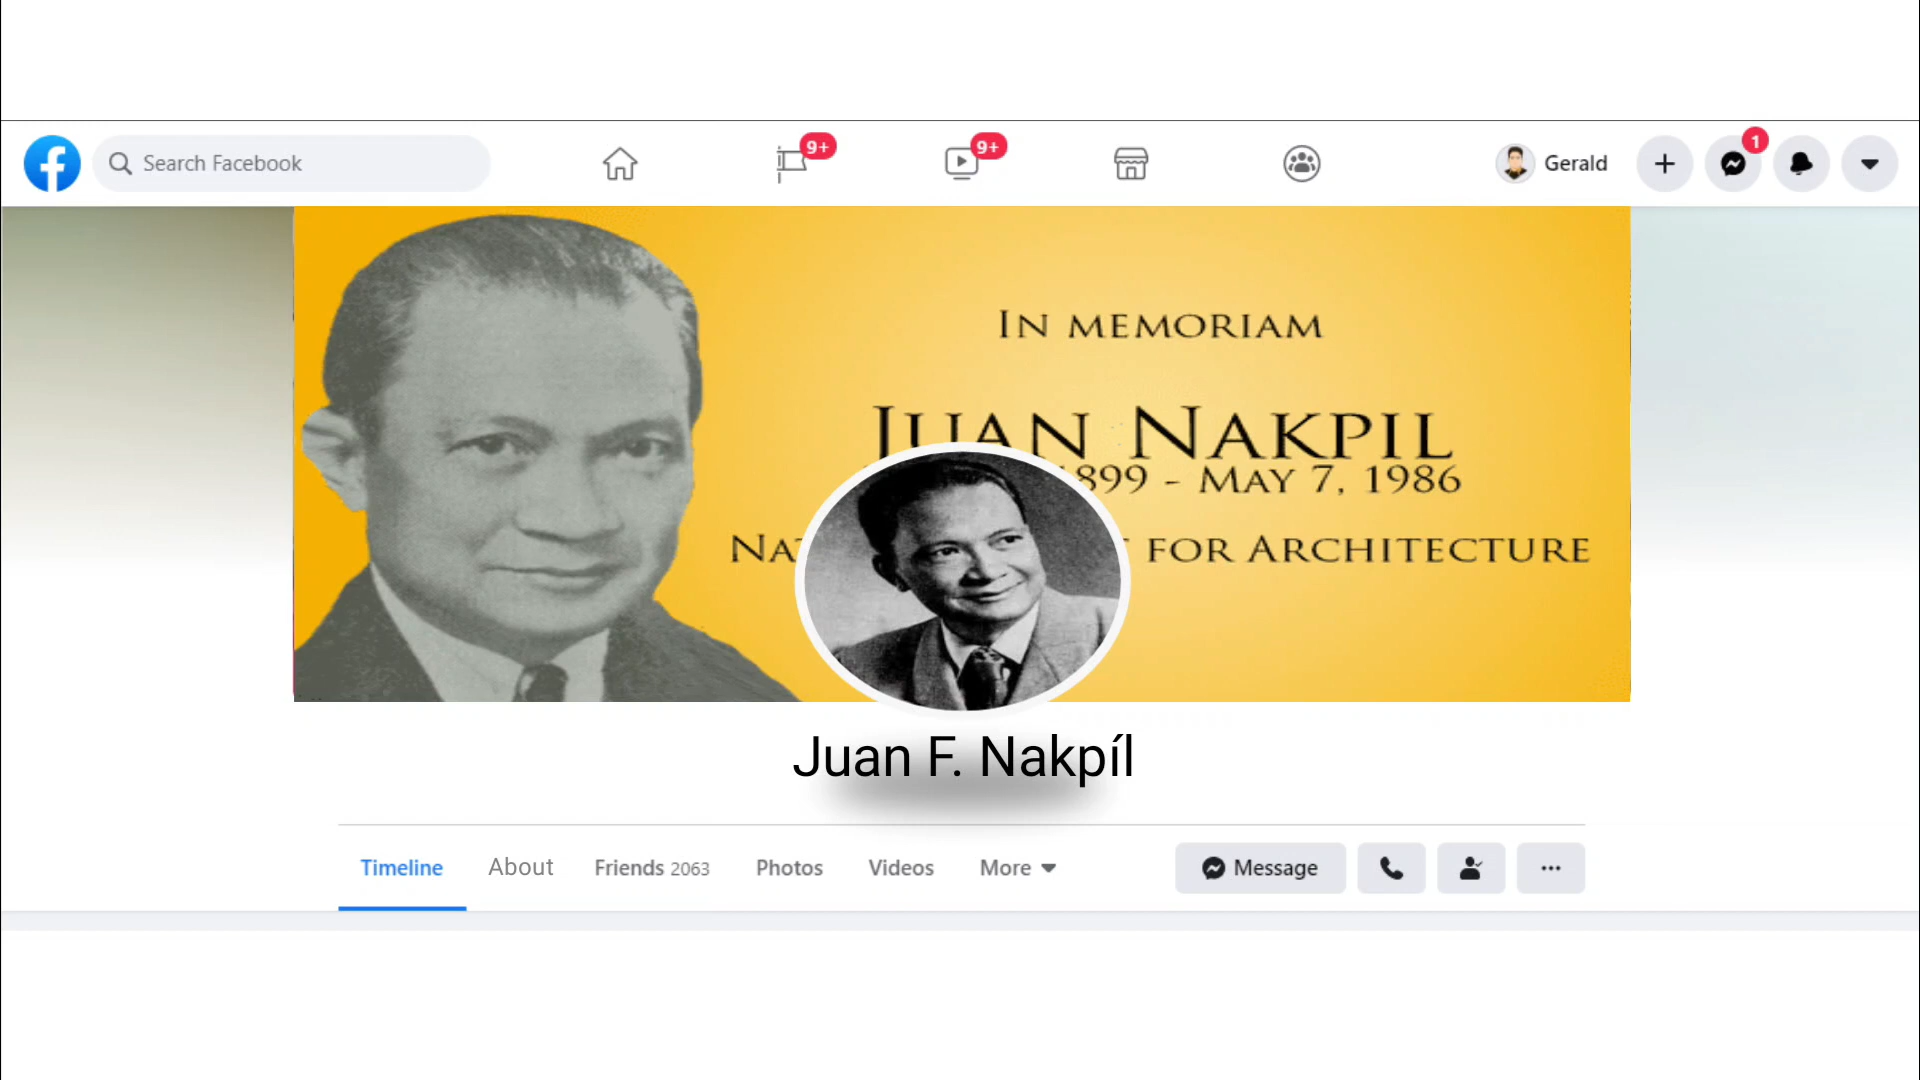 Search Facebook
9+
9+
Gerald
1
IN MEMORIAM
JUAN NAKPIL
899 - MAY 7, 1986
FOR ARCHITECTURE
Juan F. Nakpíl
Timeline
About
Friends 2063
Photos
Videos
More
Message